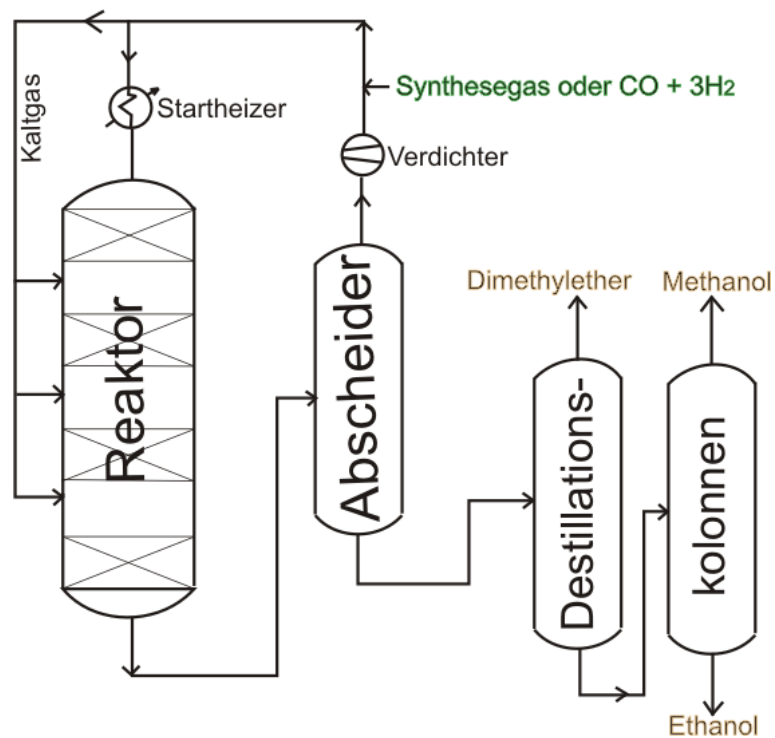 Synthesegas oder CO + 3H2
Startheizer
Kaltgas
Verdichter
Reaktor
Abscheider
Dimethylether
Methanol
Destillations-
kolonnen
Ethanol